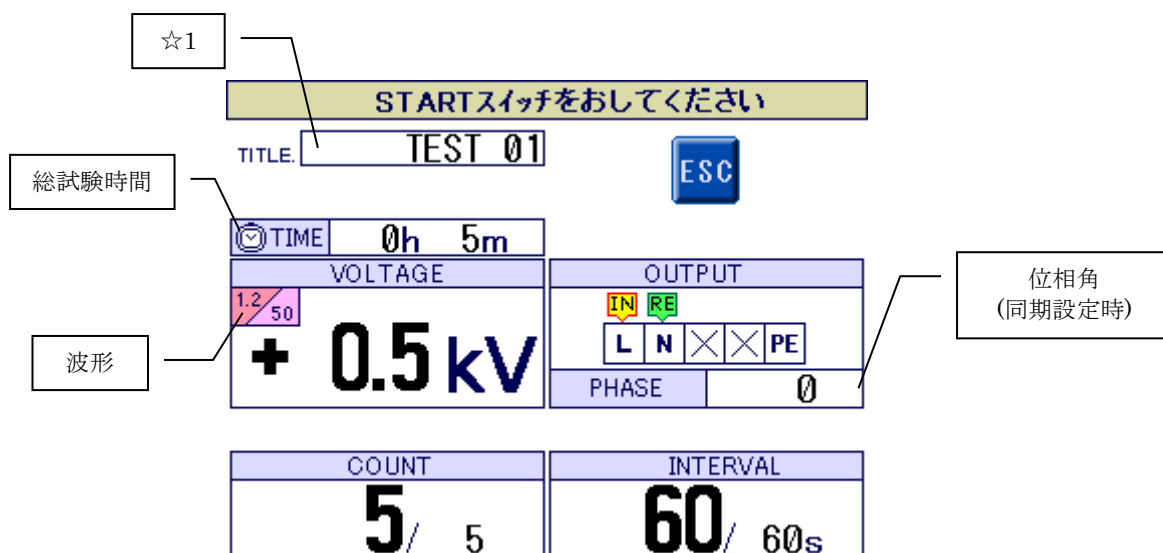 ☆1
STARTスイッチをおしてください
TITLE. TEST 01
ESC
総試験時間
TIME 0h 5m
VOLTAGE
OUTPUT
位相角
(同期設定時)
1.2/50
IN RE
L N PE
波形
+ 0.5 kV
PHASE 0
COUNT
INTERVAL
5/ 5
60/ 60s